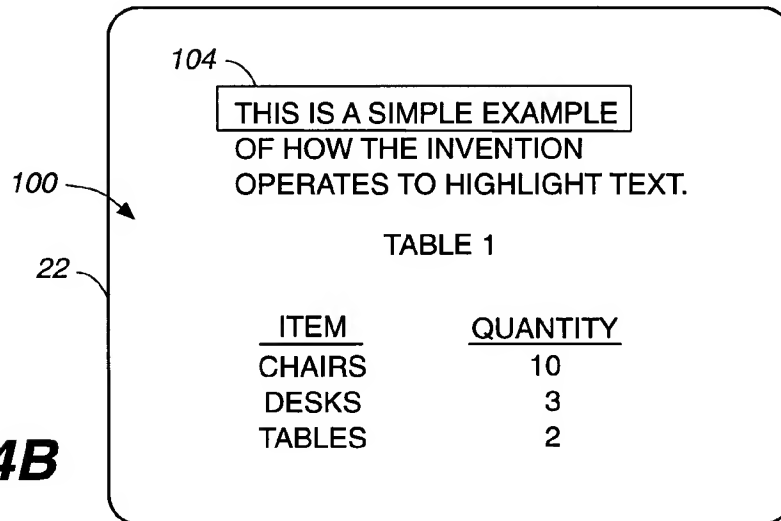 104
THIS IS A SIMPLE EXAMPLE
OF HOW THE INVENTION
100
OPERATES TO HIGHLIGHT TEXT.
TABLE 1
22
ITEM QUANTITY
CHAIRS 10
DESKS 3
TABLES 2
4B